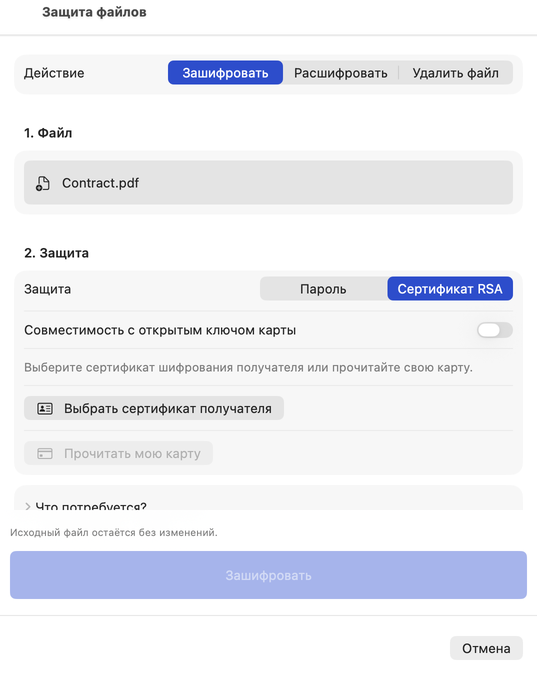 Защита файлов
Действие
Зашифровать
Расшифровать
Удалить файл
1. Файл
Contract.pdf
2. Защита
Защита
Пароль
Сертификат RSA
Совместимость с открытым ключом карты
Выберите сертификат шифрования получателя или прочитайте свою карту.
Выбрать сертификат получателя
Прочитать мою карту
Что потребуется?
Исходный файл остаётся без изменений.
Зашифровать
Отмена